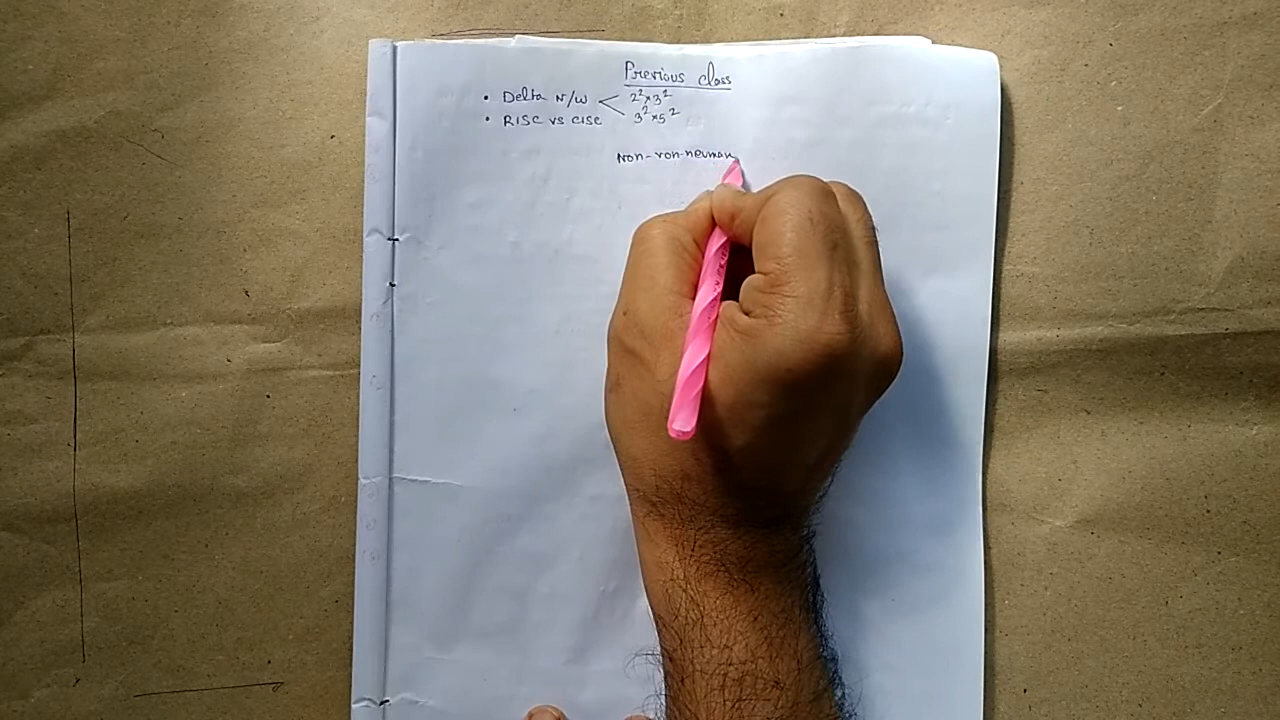 Previous class
• Delta N/W < 2²×3²
3²×5²
• RISC vs CISC
Non-von-neuman